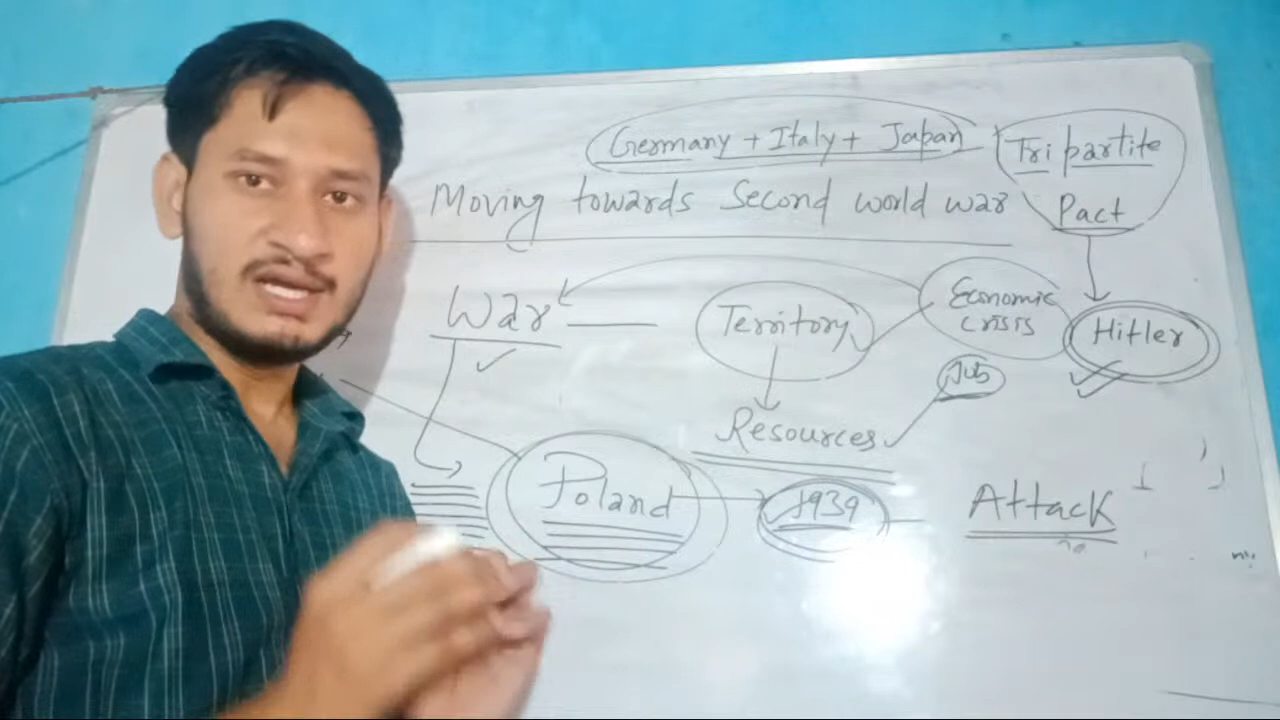 Germany + Italy + Japan
Tripartite
Pact
Moving towards Second world war
War
Territory
Economic
crisis
Hitler
Job
Resources
Poland
1939
Attack